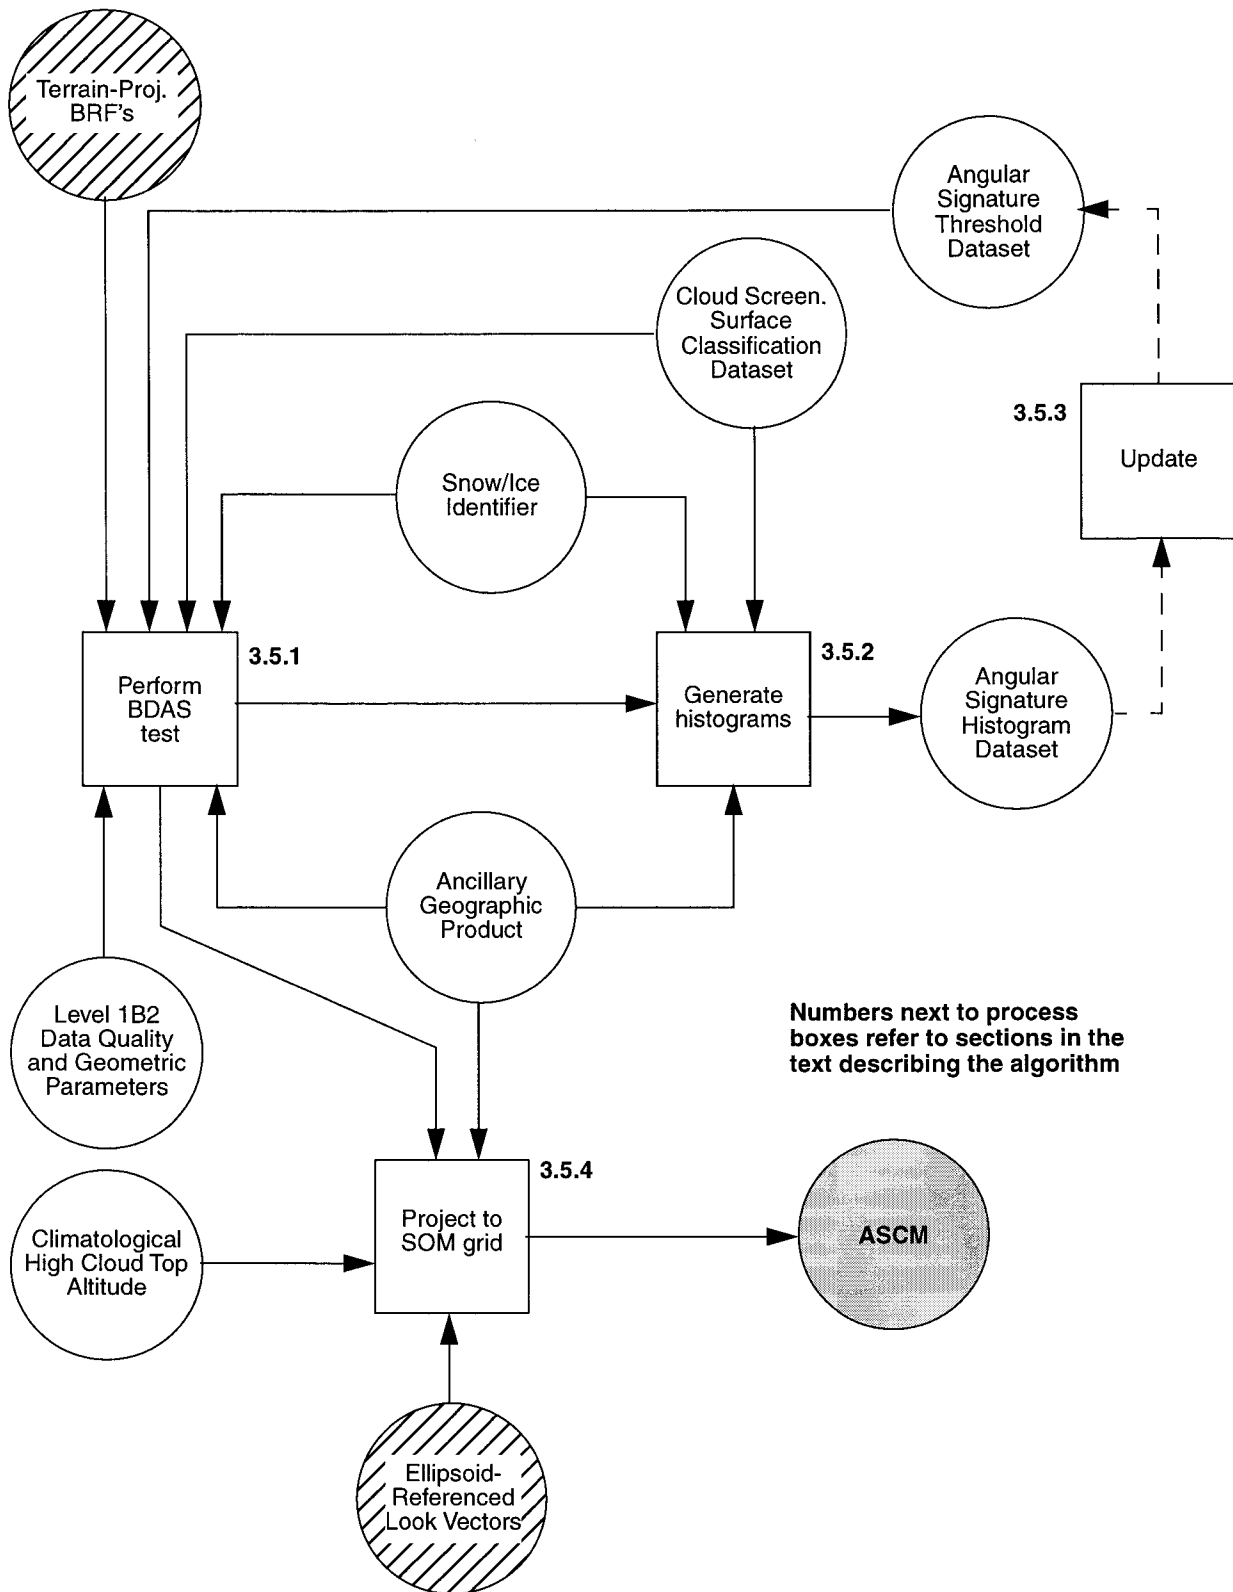 Terrain-Proj.
BRF's
Angular
Signature
Threshold
Dataset
Cloud Screen.
Surface
Classification
Dataset
3.5.3
Update
Snow/Ice
Identifier
3.5.1
Perform
BDAS
test
3.5.2
Generate
histograms
Angular
Signature
Histogram
Dataset
Ancillary
Geographic
Product
Level 1B2
Data Quality
and Geometric
Parameters
Numbers next to process
boxes refer to sections in the
text describing the algorithm
3.5.4
Project to
SOM grid
Climatological
High Cloud Top
Altitude
ASCM
Ellipsoid-
Referenced
Look Vectors